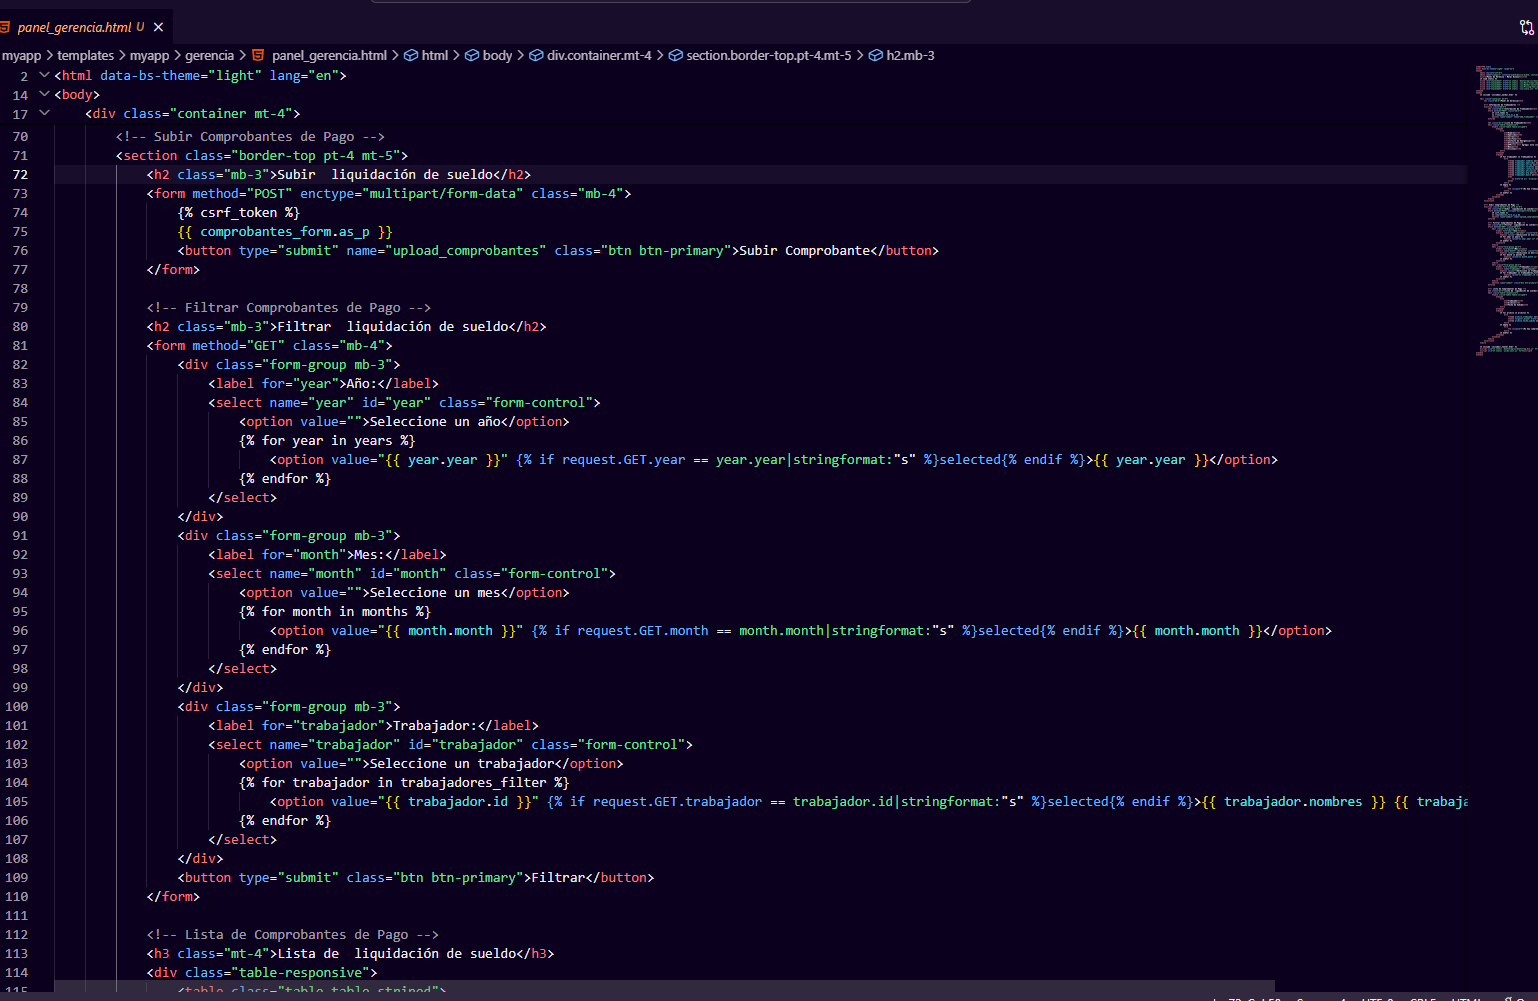 panel_gerencia.html U
myapp > templates > myapp > gerencia > panel_gerencia.html > html > body > div.container.mt-4 > section.border-top.pt-4.mt-5 > h2.mb-3
2 <html data-bs-theme="light" lang="en">
14 <body>
17 <div class="container mt-4">
70 <!-- Subir Comprobantes de Pago -->
71 <section class="border-top pt-4 mt-5">
72 <h2 class="mb-3">Subir  liquidación de sueldo</h2>
73 <form method="POST" enctype="multipart/form-data" class="mb-4">
74 {% csrf_token %}
75 {{ comprobantes_form.as_p }}
76 <button type="submit" name="upload_comprobantes" class="btn btn-primary">Subir Comprobante</button>
77 </form>
78
79 <!-- Filtrar Comprobantes de Pago -->
80 <h2 class="mb-3">Filtrar  liquidación de sueldo</h2>
81 <form method="GET" class="mb-4">
82 <div class="form-group mb-3">
83 <label for="year">Año:</label>
84 <select name="year" id="year" class="form-control">
85 <option value="">Seleccione un año</option>
86 {% for year in years %}
87 <option value="{{ year.year }}" {% if request.GET.year == year.year|stringformat:"s" %}selected{% endif %}>{{ year.year }}</option>
88 {% endfor %}
89 </select>
90 </div>
91 <div class="form-group mb-3">
92 <label for="month">Mes:</label>
93 <select name="month" id="month" class="form-control">
94 <option value="">Seleccione un mes</option>
95 {% for month in months %}
96 <option value="{{ month.month }}" {% if request.GET.month == month.month|stringformat:"s" %}selected{% endif %}>{{ month.month }}</option>
97 {% endfor %}
98 </select>
99 </div>
100 <div class="form-group mb-3">
101 <label for="trabajador">Trabajador:</label>
102 <select name="trabajador" id="trabajador" class="form-control">
103 <option value="">Seleccione un trabajador</option>
104 {% for trabajador in trabajadores_filter %}
105 <option value="{{ trabajador.id }}" {% if request.GET.trabajador == trabajador.id|stringformat:"s" %}selected{% endif %}>{{ trabajador.nombres }} {{ trabaja
106 {% endfor %}
107 </select>
108 </div>
109 <button type="submit" class="btn btn-primary">Filtrar</button>
110 </form>
111
112 <!-- Lista de Comprobantes de Pago -->
113 <h3 class="mt-4">Lista de  liquidación de sueldo</h3>
114 <div class="table-responsive">
115 <table class="table table-striped">